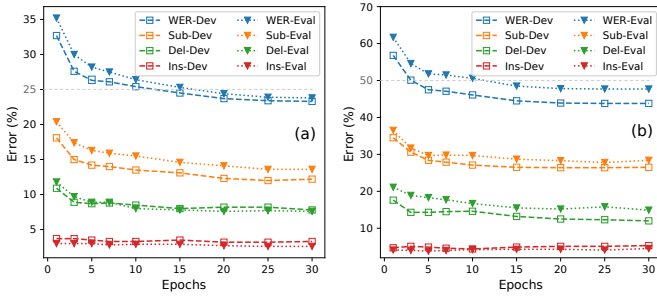 WER-Dev
Sub-Dev
Del-Dev
Ins-Dev
WER-Eval
Sub-Eval
Del-Eval
Ins-Eval
(a)
Error (%)
35
30
25
20
15
10
5
0 5 10 15 20 25 30
Epochs
WER-Dev
Sub-Dev
Del-Dev
Ins-Dev
WER-Eval
Sub-Eval
Del-Eval
Ins-Eval
(b)
Error (%)
70
60
50
40
30
20
10
0 5 10 15 20 25 30
Epochs